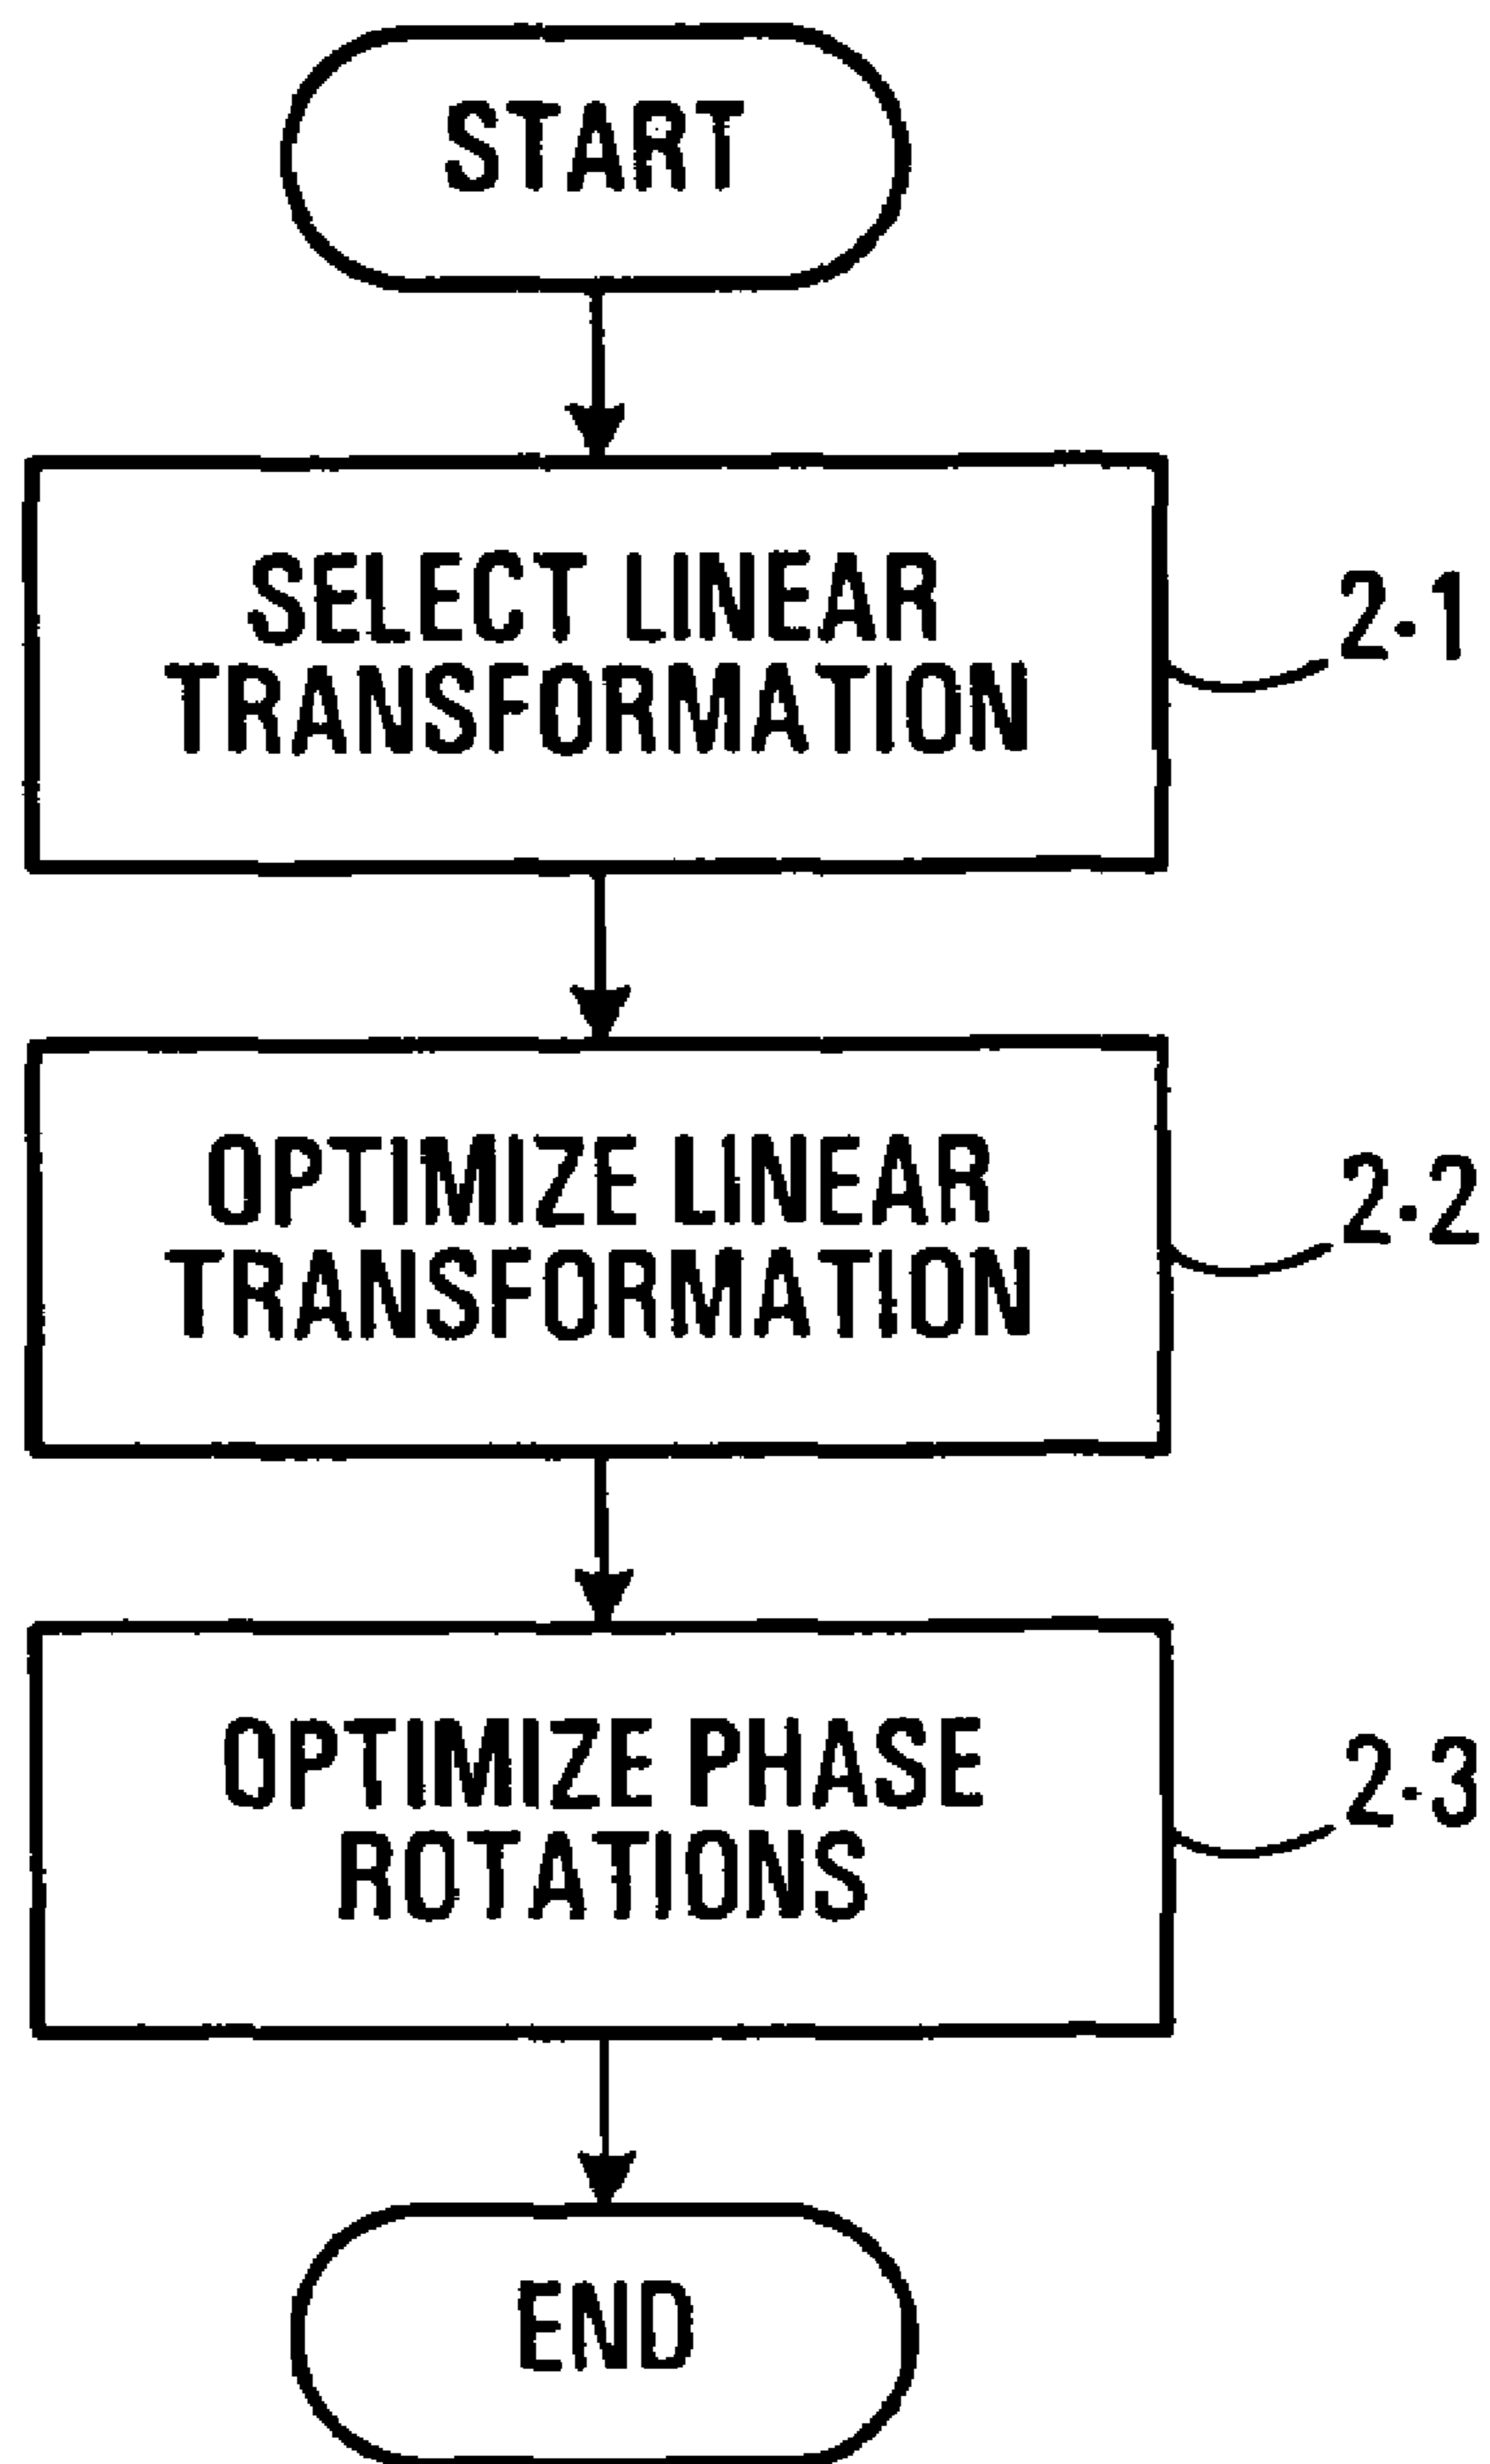 START
SELECT LINEAR
TRANSFORMATION
2·1
OPTIMIZE LINEAR
TRANSFORMATION
2·2
OPTIMIZE PHASE
ROTATIONS
2·3
END